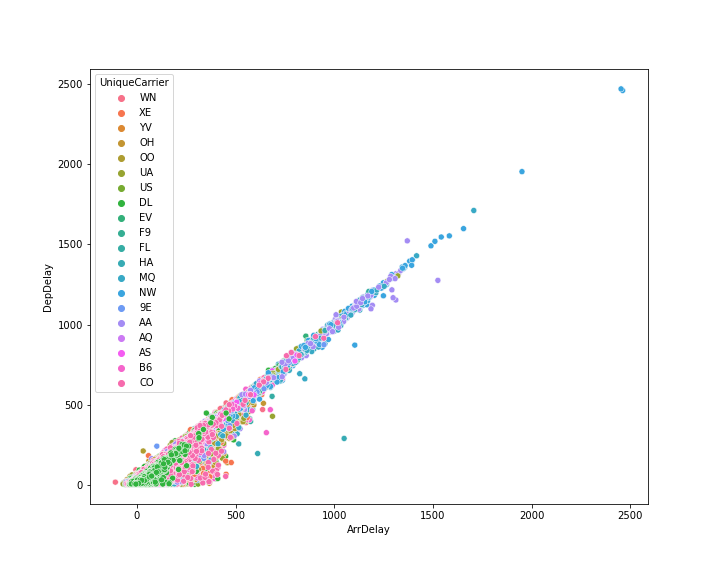 UniqueCarrier
WN
XE
YV
OH
OO
UA
US
DL
EV
F9
FL
HA
MQ
NW
9E
AA
AQ
AS
B6
CO
2500
2000
1500
1000
500
0
DepDelay
0 500 1000 1500 2000 2500
ArrDelay